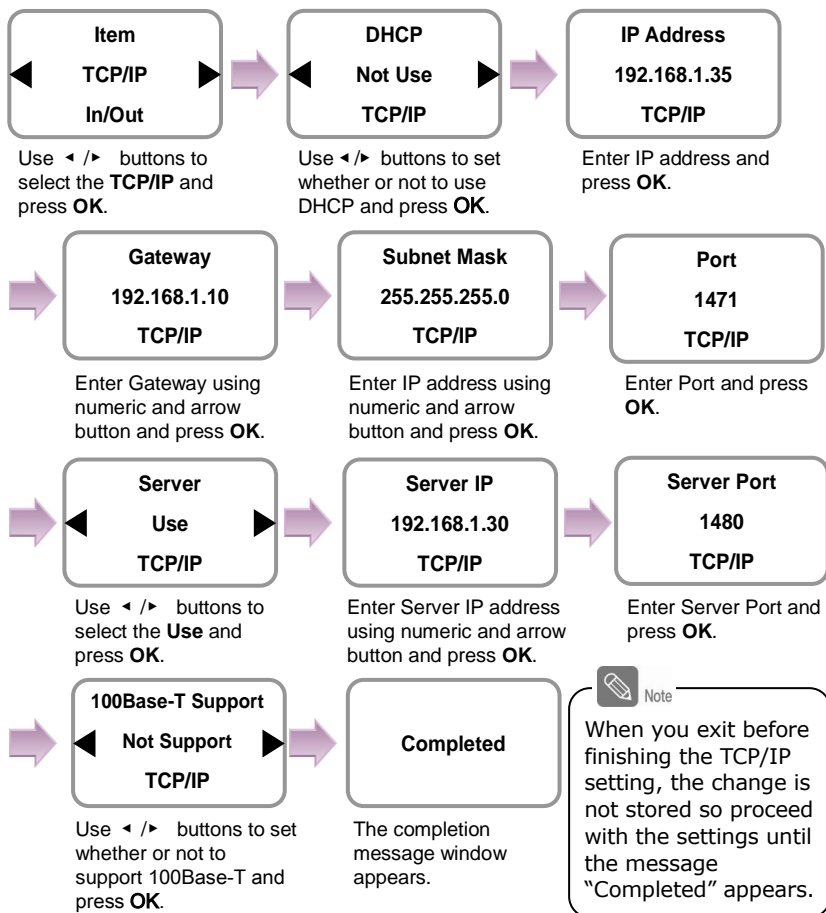 Item
TCP/IP
In/Out
Use ◄ /► buttons to
select the TCP/IP and
press OK.
DHCP
Not Use
TCP/IP
Use ◄ /► buttons to set
whether or not to use
DHCP and press OK.
IP Address
192.168.1.35
TCP/IP
Enter IP address and
press OK.
Gateway
192.168.1.10
TCP/IP
Enter Gateway using
numeric and arrow
button and press OK.
Subnet Mask
255.255.255.0
TCP/IP
Enter IP address using
numeric and arrow
button and press OK.
Port
1471
TCP/IP
Enter Port and press
OK.
Server
Use
TCP/IP
Use ◄ /► buttons to
select the Use and
press OK.
Server IP
192.168.1.30
TCP/IP
Enter Server IP address
using numeric and arrow
button and press OK.
Server Port
1480
TCP/IP
Enter Server Port and
press OK.
100Base-T Support
Not Support
TCP/IP
Use ◄ /► buttons to set
whether or not to
support 100Base-T and
press OK.
Completed
The completion
message window
appears.
Note
When you exit before
finishing the TCP/IP
setting, the change is
not stored so proceed
with the settings until
the message
“Completed” appears.